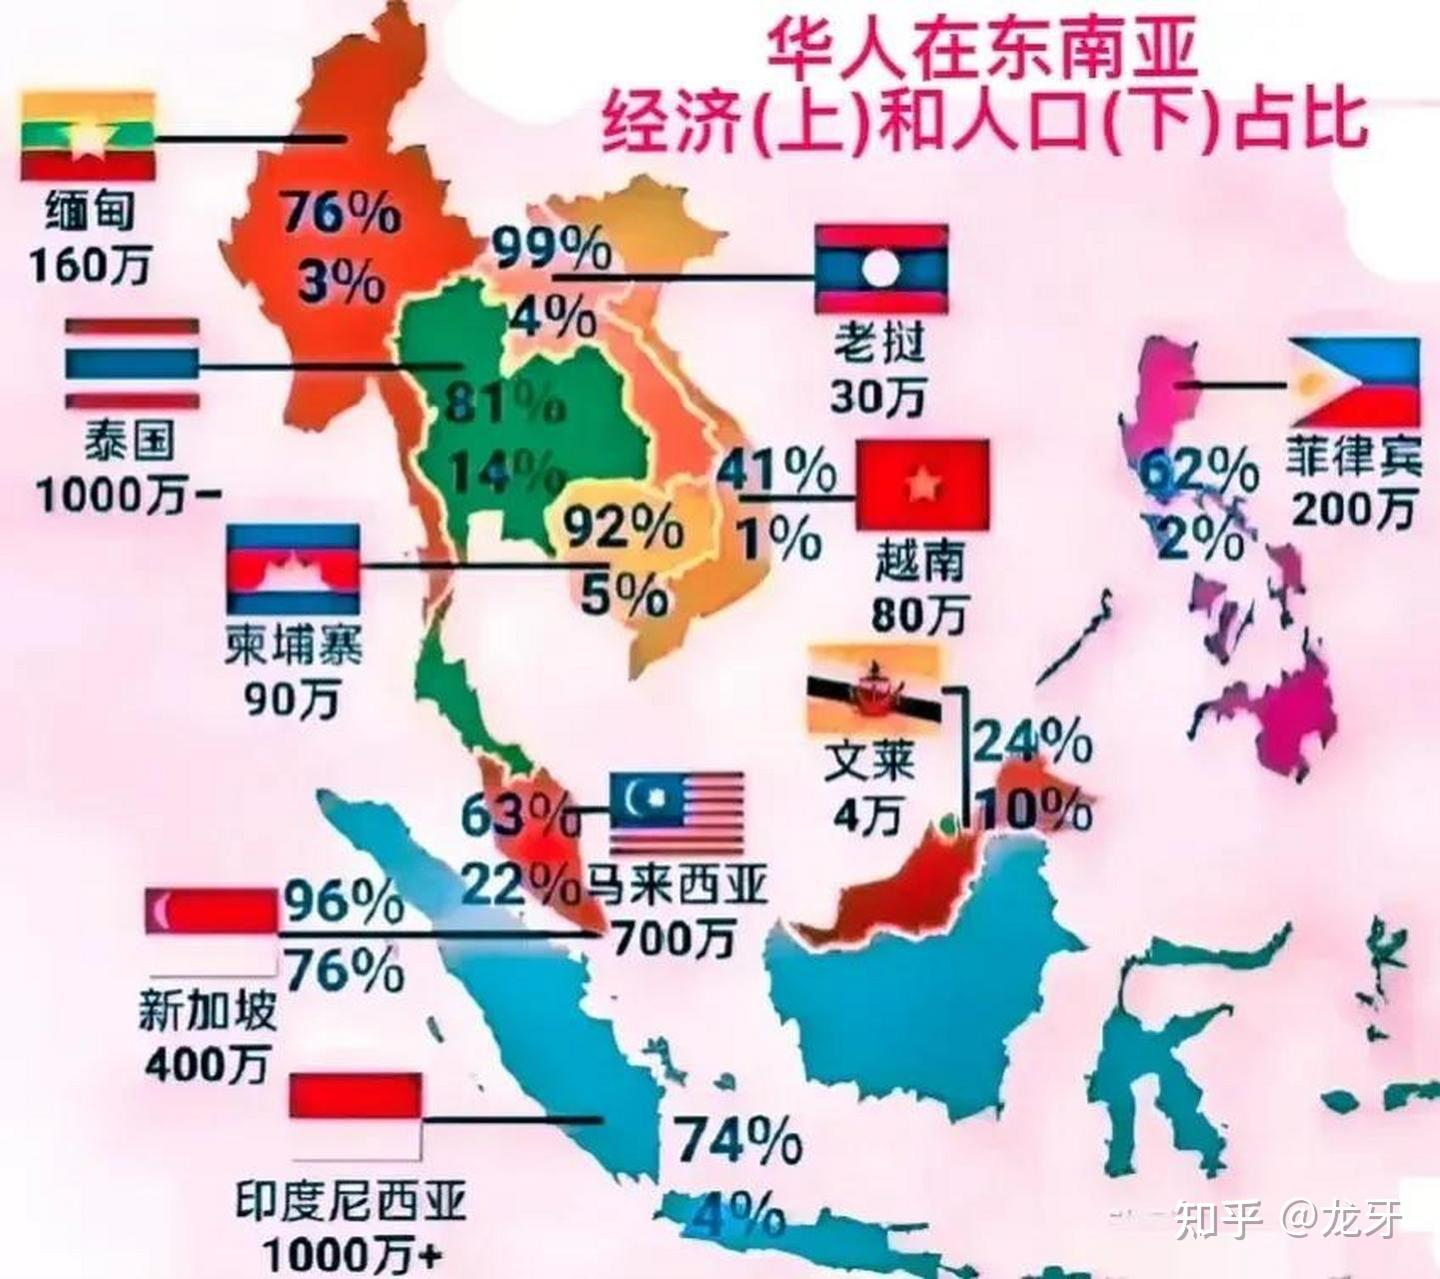 华人在东南亚
经济(上)和人口(下)占比
缅甸
160万
76%
3%
99%
4%
老挝
30万
泰国
1000万-
81%
14%
41%
1%
越南
80万
62%
2%
菲律宾
200万
柬埔寨
90万
92%
5%
文莱
4万
24%
10%
63%
22%
马来西亚
700万
96%
76%
新加坡
400万
印度尼西亚
1000万+
74%
4%
知乎 @龙牙